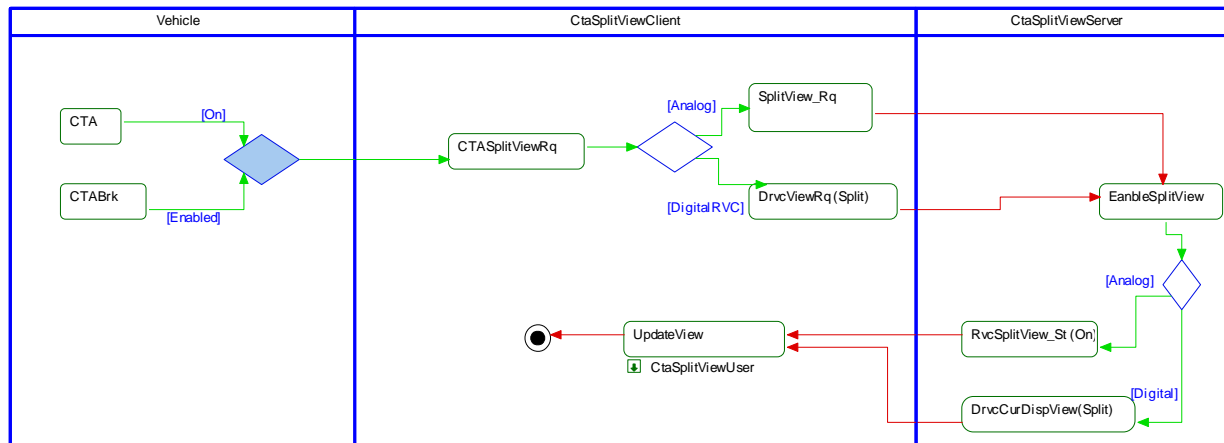 Vehicle
CtaSplitViewClient
CtaSplitViewServer
CTA
[On]
CTABrk
[Enabled]
CTASplitViewRq
[Analog]
SplitView_Rq
[DigitalRVC]
DrvcViewRq (Split)
EanbleSplitView
[Analog]
RvcSplitView_St (On)
[Digital]
DrvcCurDispView(Split)
UpdateView
CtaSplitViewUser